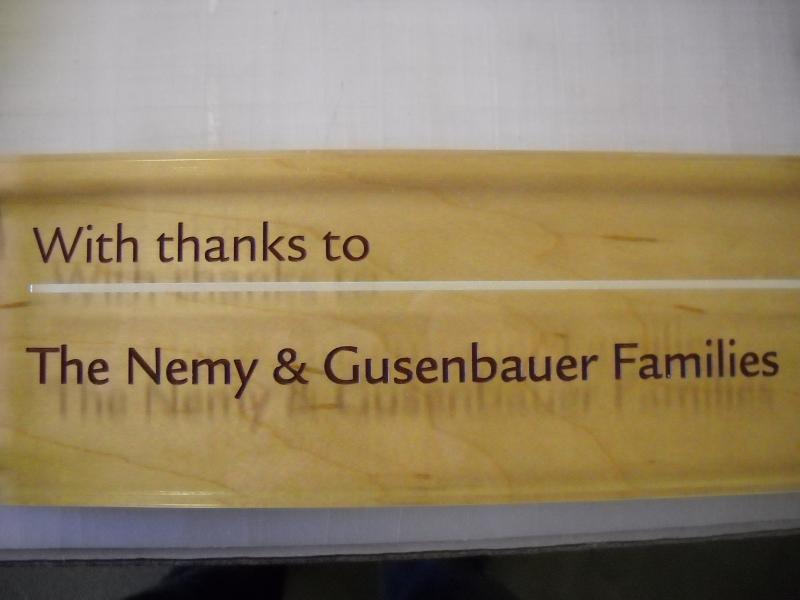 With thanks to
The Nemy & Gusenbauer Families